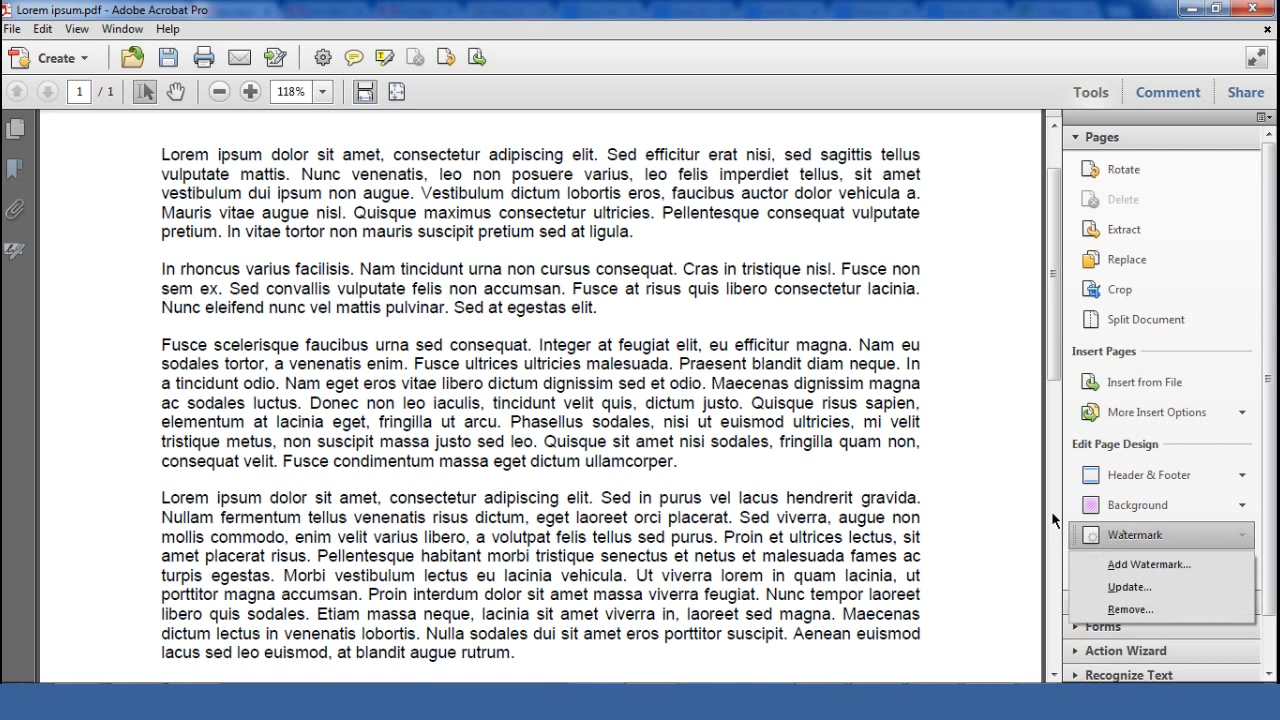 Lorem ipsum.pdf - Adobe Acrobat Pro
File Edit View Window Help
Create
1 / 1 118% Tools Comment Share
Lorem ipsum dolor sit amet, consectetur adipiscing elit. Sed efficitur erat nisi, sed sagittis tellus
vulputate mattis. Nunc venenatis, leo non posuere varius, leo felis imperdiet tellus, sit amet
vestibulum dui ipsum non augue. Vestibulum dictum lobortis eros, faucibus auctor dolor vehicula a.
Mauris vitae augue nisl. Quisque maximus consectetur ultricies. Pellentesque consequat vulputate
pretium. In vitae tortor non mauris suscipit pretium sed at ligula.
In rhoncus varius facilisis. Nam tincidunt urna non cursus consequat. Cras in tristique nisl. Fusce non
sem ex. Sed convallis vulputate felis non accumsan. Fusce at risus quis libero consectetur lacinia.
Nunc eleifend nunc vel mattis pulvinar. Sed at egestas elit.
Fusce scelerisque faucibus urna sed consequat. Integer at feugiat elit, eu efficitur magna. Nam eu
sodales tortor, a venenatis enim. Fusce ultrices ultricies malesuada. Praesent blandit diam neque. In
a tincidunt odio. Nam eget eros vitae libero dictum dignissim sed et odio. Maecenas dignissim magna
ac sodales luctus. Donec non leo iaculis, tincidunt velit quis, dictum justo. Quisque risus sapien,
elementum at lacinia eget, fringilla ut arcu. Phasellus sodales, nisi ut euismod ultricies, mi velit
tristique metus, non suscipit massa justo sed leo. Quisque sit amet nisi sodales, fringilla quam non,
consequat velit. Fusce condimentum massa eget dictum ullamcorper.
Lorem ipsum dolor sit amet, consectetur adipiscing elit. Sed in purus vel lacus hendrerit gravida.
Nullam fermentum tellus venenatis risus dictum, eget laoreet orci placerat. Sed viverra, augue non
mollis commodo, enim velit varius libero, a volutpat felis tellus sed purus. Proin et ultrices lectus, sit
amet placerat risus. Pellentesque habitant morbi tristique senectus et netus et malesuada fames ac
turpis egestas. Morbi vestibulum lectus eu lacinia vehicula. Ut viverra lorem in quam lacinia, ut
porttitor magna accumsan. Proin interdum dolor sit amet massa viverra feugiat. Nunc tempor laoreet
libero quis sodales. Etiam massa neque, lacinia sit amet viverra in, laoreet sed magna. Maecenas
dictum lectus in venenatis lobortis. Nulla sodales dui sit amet eros porttitor suscipit. Aenean euismod
lacus sed leo euismod, at blandit augue rutrum.
Pages
Rotate
Delete
Extract
Replace
Crop
Split Document
Insert Pages
Insert from File
More Insert Options
Edit Page Design
Header & Footer
Background
Watermark
Add Watermark...
Update...
Remove...
Forms
Action Wizard
Recognize Text